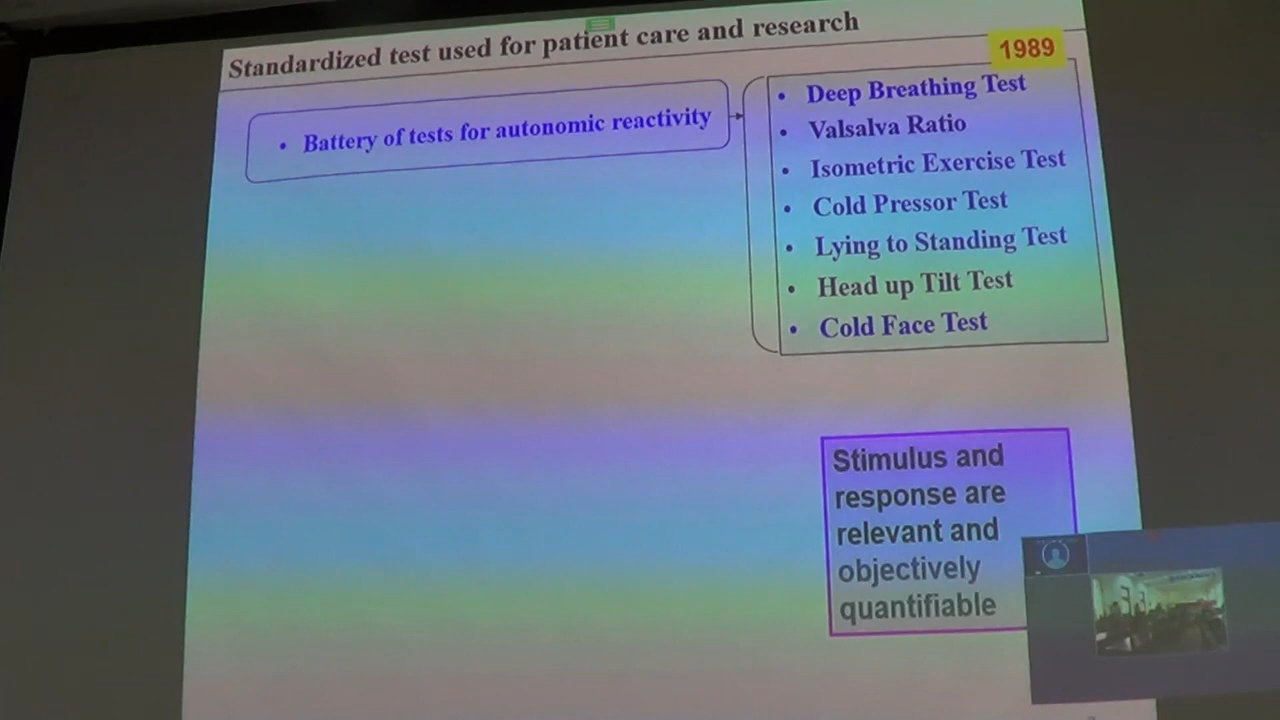 Standardized test used for patient care and research
1989
• Battery of tests for autonomic reactivity
• Deep Breathing Test
• Valsalva Ratio
• Isometric Exercise Test
• Cold Pressor Test
• Lying to Standing Test
• Head up Tilt Test
• Cold Face Test
Stimulus and
response are
relevant and
objectively
quantifiable